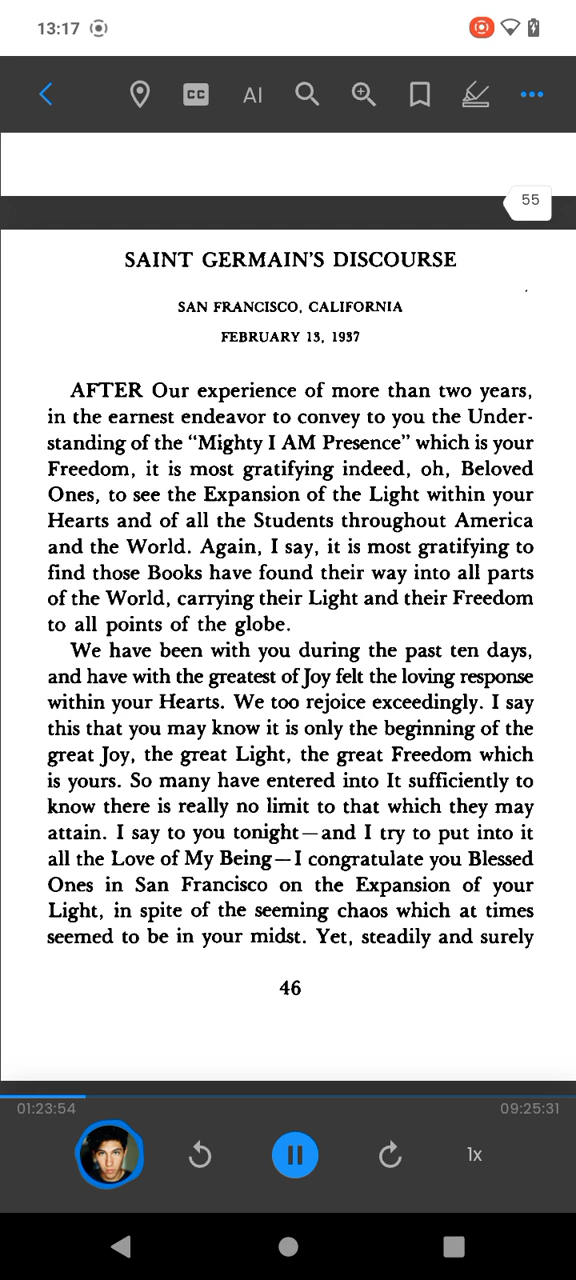 13:17
CC AI
55
SAINT GERMAIN'S DISCOURSE
SAN FRANCISCO, CALIFORNIA
FEBRUARY 13, 1937
AFTER Our experience of more than two years,
in the earnest endeavor to convey to you the Under-
standing of the “Mighty I AM Presence” which is your
Freedom, it is most gratifying indeed, oh, Beloved
Ones, to see the Expansion of the Light within your
Hearts and of all the Students throughout America
and the World. Again, I say, it is most gratifying to
find those Books have found their way into all parts
of the World, carrying their Light and their Freedom
to all points of the globe.
We have been with you during the past ten days,
and have with the greatest of Joy felt the loving response
within your Hearts. We too rejoice exceedingly. I say
this that you may know it is only the beginning of the
great Joy, the great Light, the great Freedom which
is yours. So many have entered into It sufficiently to
know there is really no limit to that which they may
attain. I say to you tonight—and I try to put into it
all the Love of My Being—I congratulate you Blessed
Ones in San Francisco on the Expansion of your
Light, in spite of the seeming chaos which at times
seemed to be in your midst. Yet, steadily and surely
46
01:23:54 09:25:31
1x